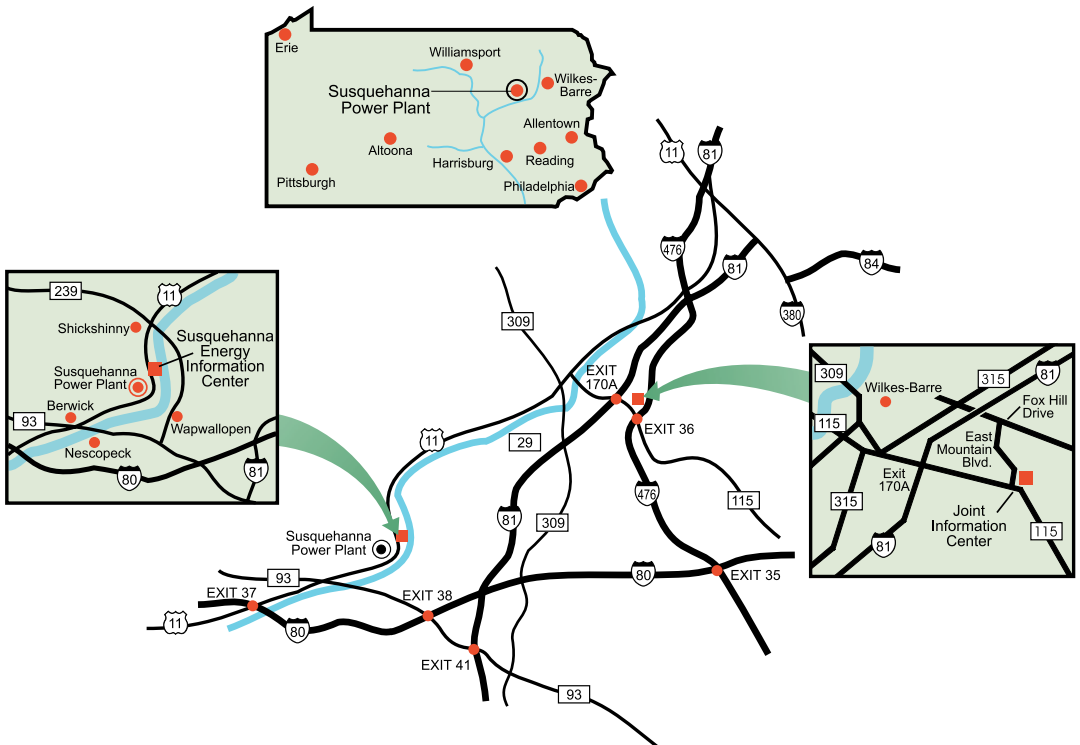 Erie
Williamsport
Wilkes-
Barre
Susquehanna
Power Plant
Allentown
Altoona
Harrisburg
Reading
Pittsburgh
Philadelphia
11
81
476
81
84
380
309
EXIT
170A
EXIT 36
11
29
476
115
81
309
Susquehanna
Power Plant
93
80
EXIT 35
EXIT 37
EXIT 38
11
80
EXIT 41
93
239
11
Shickshinny
Susquehanna
Energy
Information
Center
Susquehanna
Power Plant
Berwick
93
Wapwallopen
Nescopeck
80
81
309
315
81
Wilkes-Barre
Fox Hill
Drive
115
East
Mountain
Blvd.
Exit
170A
315
Joint
Information
Center
115
81